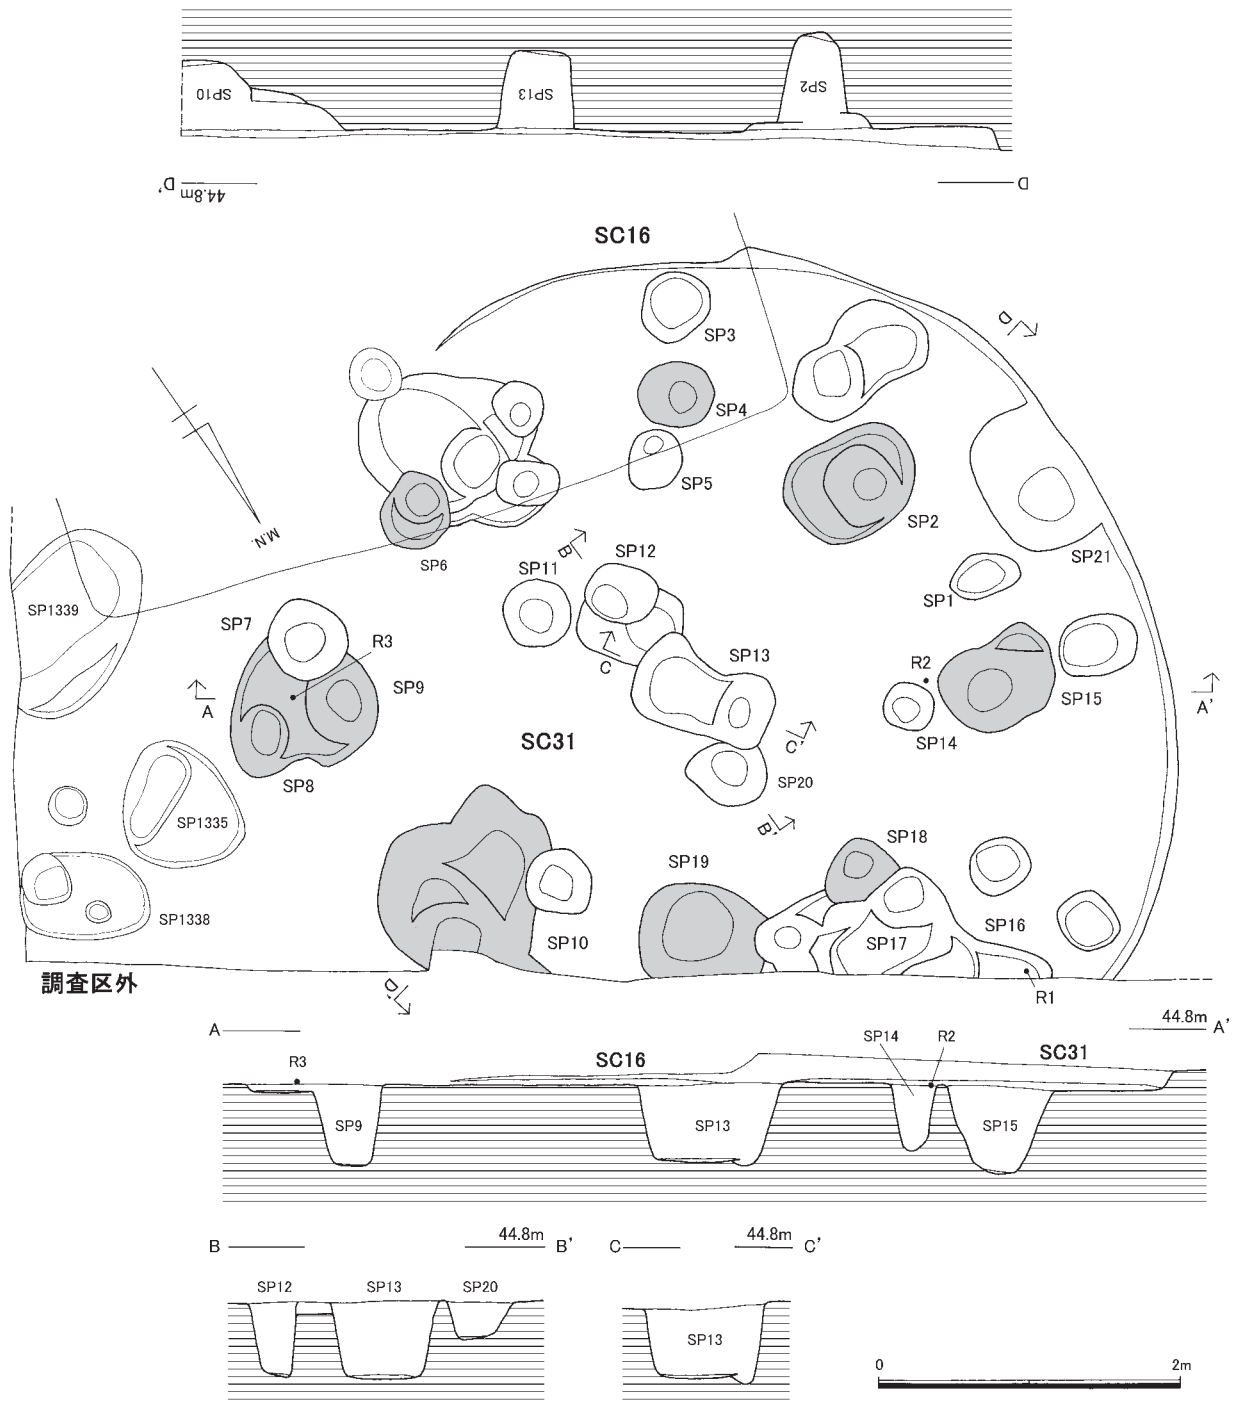 SP10
SP13
SP2
D'
44.8m
D
SC16
D
SP3
SP4
SP5
SP2
SP21
M.N.
SP6
B
SP12
SP11
SP1
SP1339
SP7
R3
C
SP13
R2
A
SP9
SP15
A'
SC31
SP14
C'
SP8
SP20
SP1335
B'
SP18
SP19
SP1338
SP10
SP17
SP16
調査区外
D'
R1
A
44.8m
A'
R3
SC16
SP14
R2
SC31
SP9
SP13
SP15
B
44.8m
B'
C
44.8m
C'
SP12
SP13
SP20
SP13
0
2m